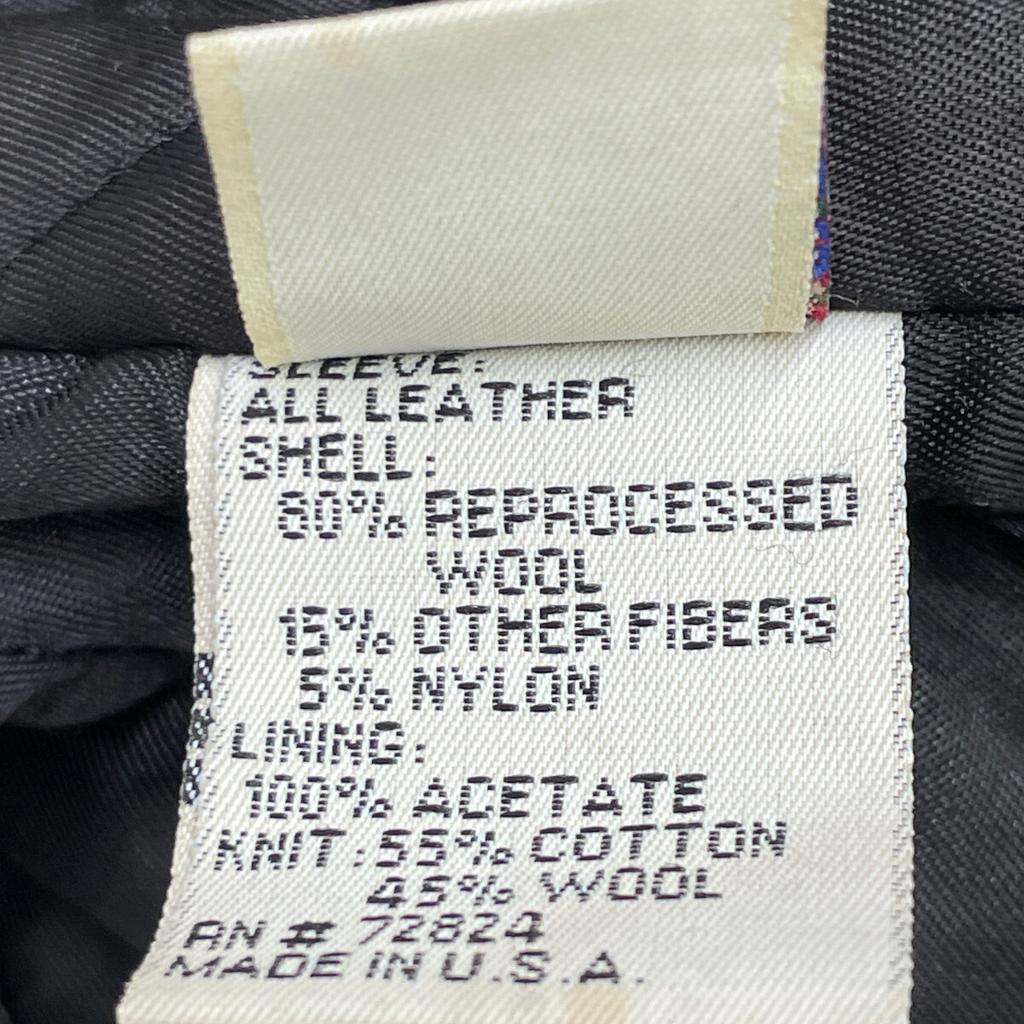 SLEEVE:
ALL LEATHER
SHELL:
80% REPROCESSED
WOOL
15% OTHER FIBERS
5% NYLON
LINING:
100% ACETATE
KNIT: 55% COTTON
45% WOOL
RN # 72824
MADE IN U.S.A.